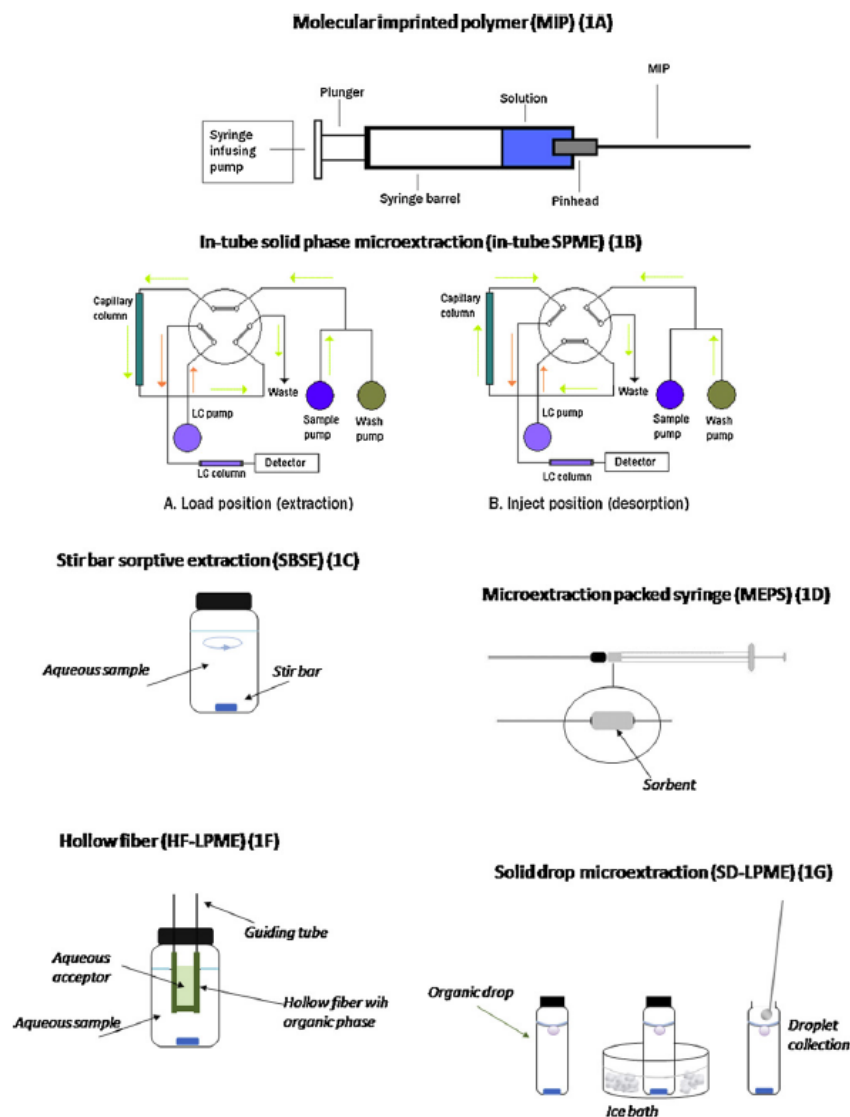 Molecular imprinted polymer (MIP) (1A)
MIP
Plunger
Solution
Syringe
infusing
pump
Syringe barrel
Pinhead
In-tube solid phase microextraction (in-tube SPME) (1B)
Capillary
column
Waste
LC pump
Sample
pump
Wash
pump
LC column
Detector
A. Load position (extraction)
Capillary
column
Waste
LC pump
Sample
pump
Wash
pump
LC column
Detector
B. Inject position (desorption)
Stir bar sorptive extraction (SBSE) (1C)
Aqueous sample
Stir bar
Microextraction packed syringe (MEPS) (1D)
Sorbent
Hollow fiber (HF-LPME) (1F)
Guiding tube
Aqueous
acceptor
Hollow fiber wih
organic phase
Aqueous sample
Solid drop microextraction (SD-LPME) (1G)
Organic drop
Droplet
collection
Ice bath